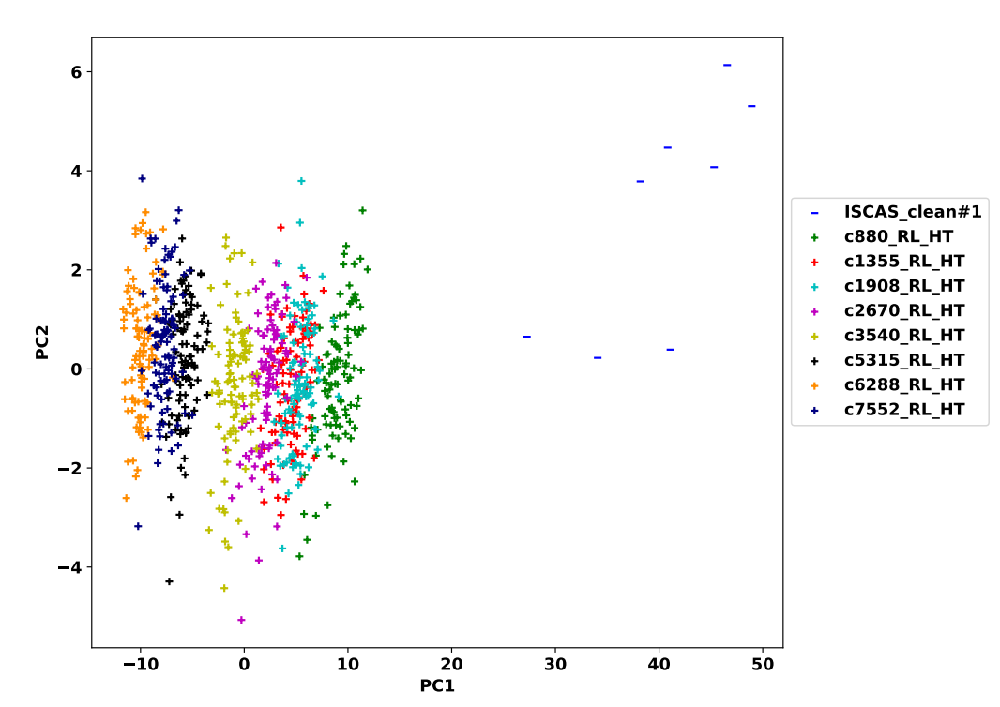 6
4
2
0
−2
−4
PC2
−10
0
10
20
30
40
50
PC1
ISCAS_clean#1
c880_RL_HT
c1355_RL_HT
c1908_RL_HT
c2670_RL_HT
c3540_RL_HT
c5315_RL_HT
c6288_RL_HT
c7552_RL_HT